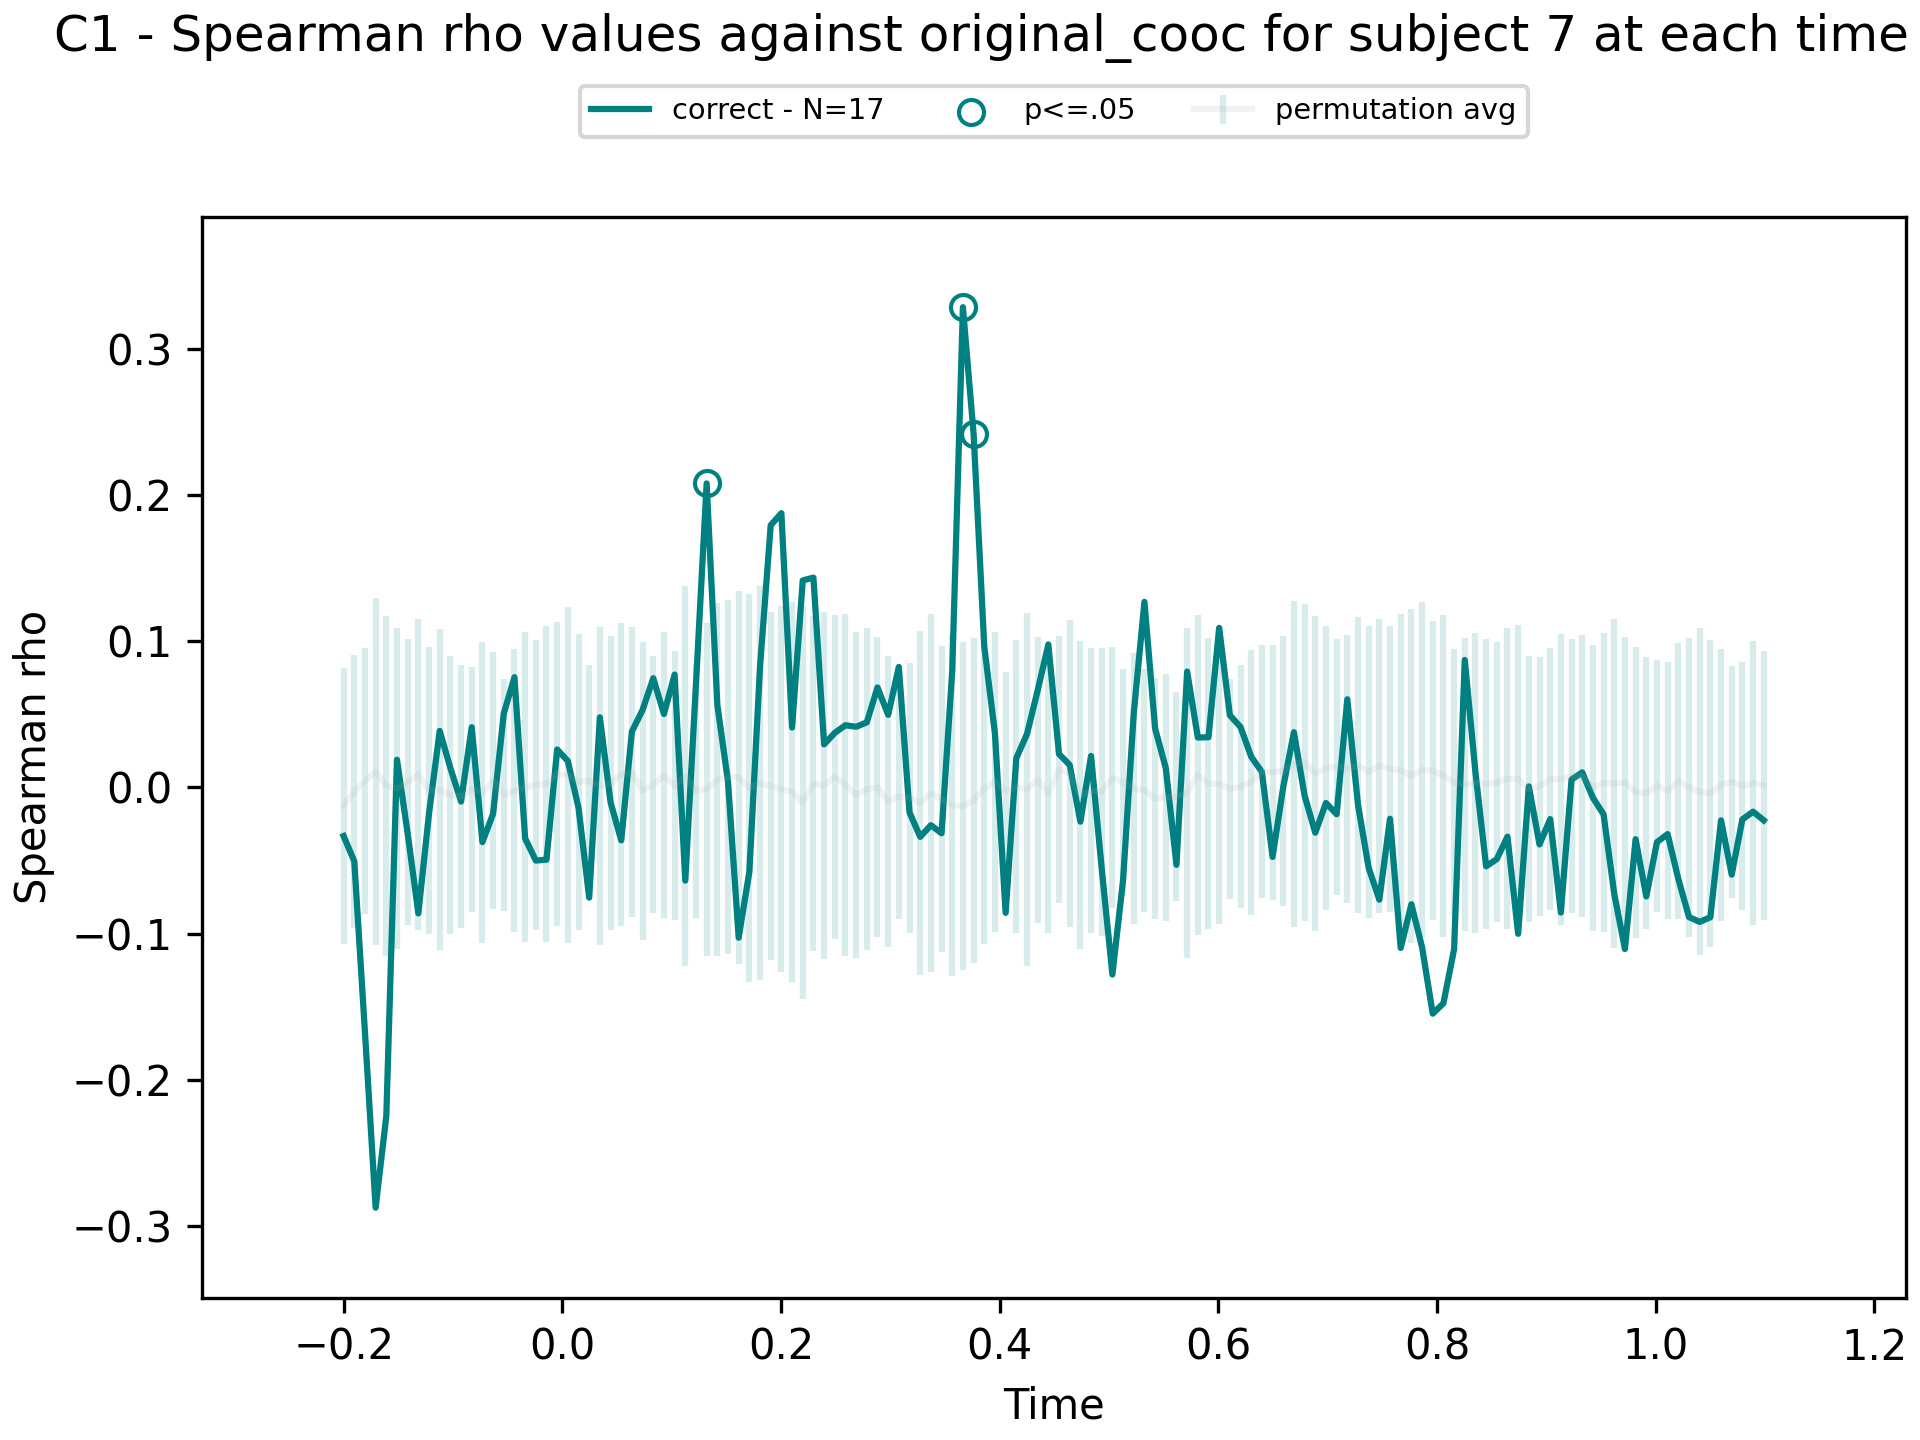 C1 - Spearman rho values against original_cooc for subject 7 at each time
correct - N=17 p<=.05 permutation avg
0.3
0.2
0.1
0.0
−0.1
−0.2
−0.3
Spearman rho
−0.2 0.0 0.2 0.4 0.6 0.8 1.0 1.2
Time